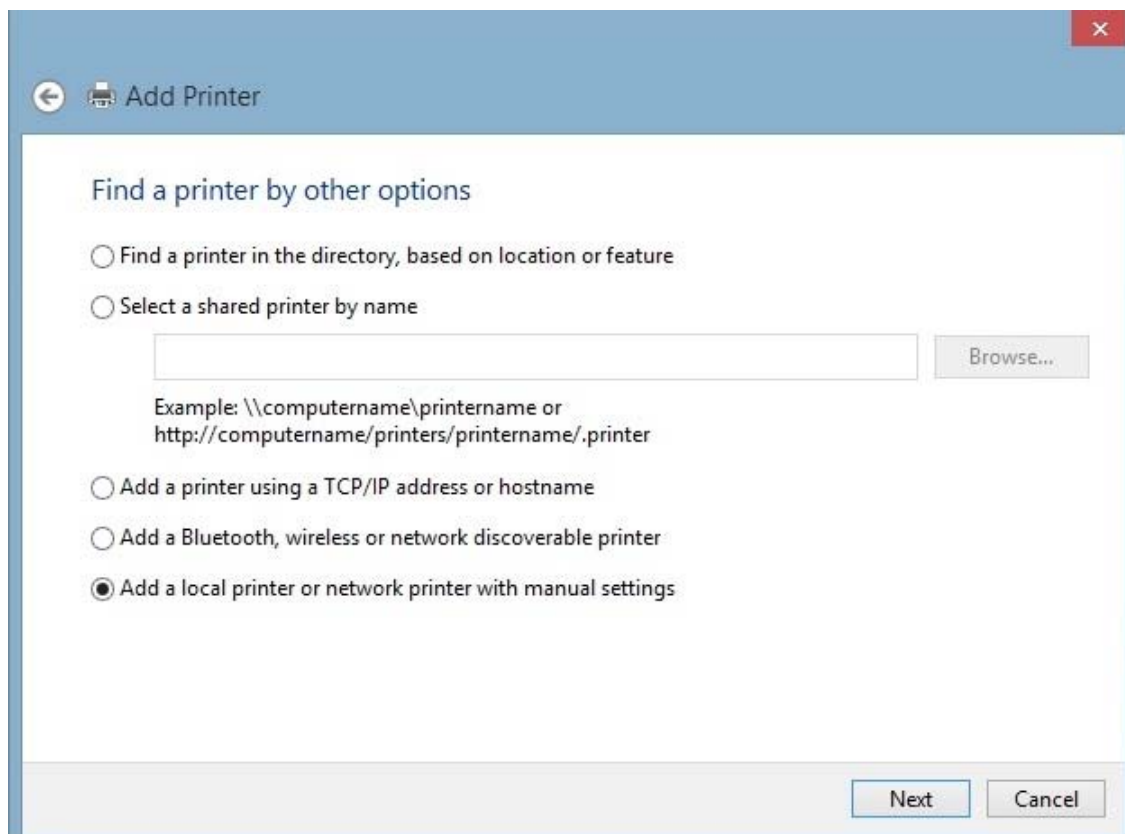 Add Printer
Find a printer by other options
Find a printer in the directory, based on location or feature
Select a shared printer by name
Browse...
Example: \\computername\printername or
http://computername/printers/printername/.printer
Add a printer using a TCP/IP address or hostname
Add a Bluetooth, wireless or network discoverable printer
Add a local printer or network printer with manual settings
Next
Cancel